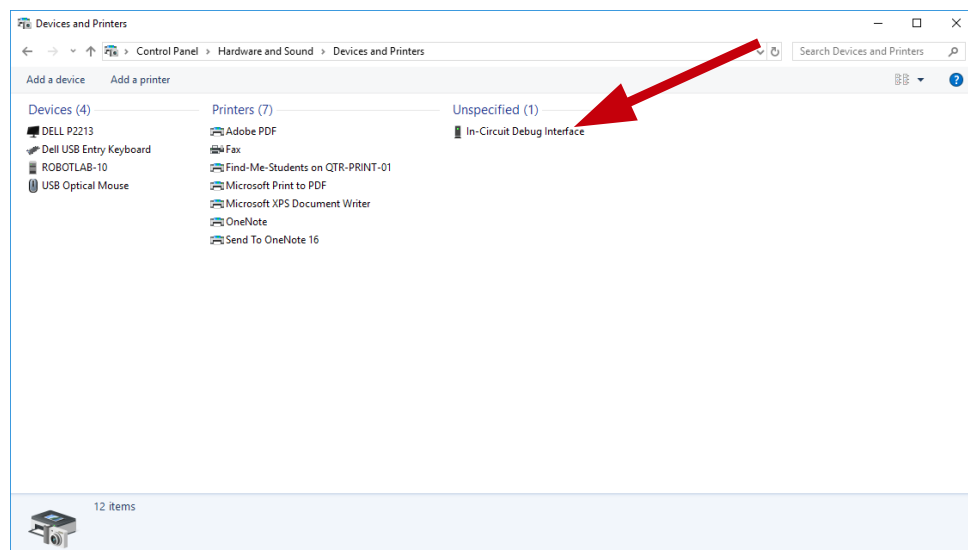 Devices and Printers
Control Panel › Hardware and Sound › Devices and Printers
Search Devices and Printers
Add a device
Add a printer
?
Devices (4)
DELL P2213
Dell USB Entry Keyboard
ROBOTLAB-10
USB Optical Mouse
Printers (7)
Adobe PDF
Fax
Find-Me-Students on QTR-PRINT-01
Microsoft Print to PDF
Microsoft XPS Document Writer
OneNote
Send To OneNote 16
Unspecified (1)
In-Circuit Debug Interface
12 items